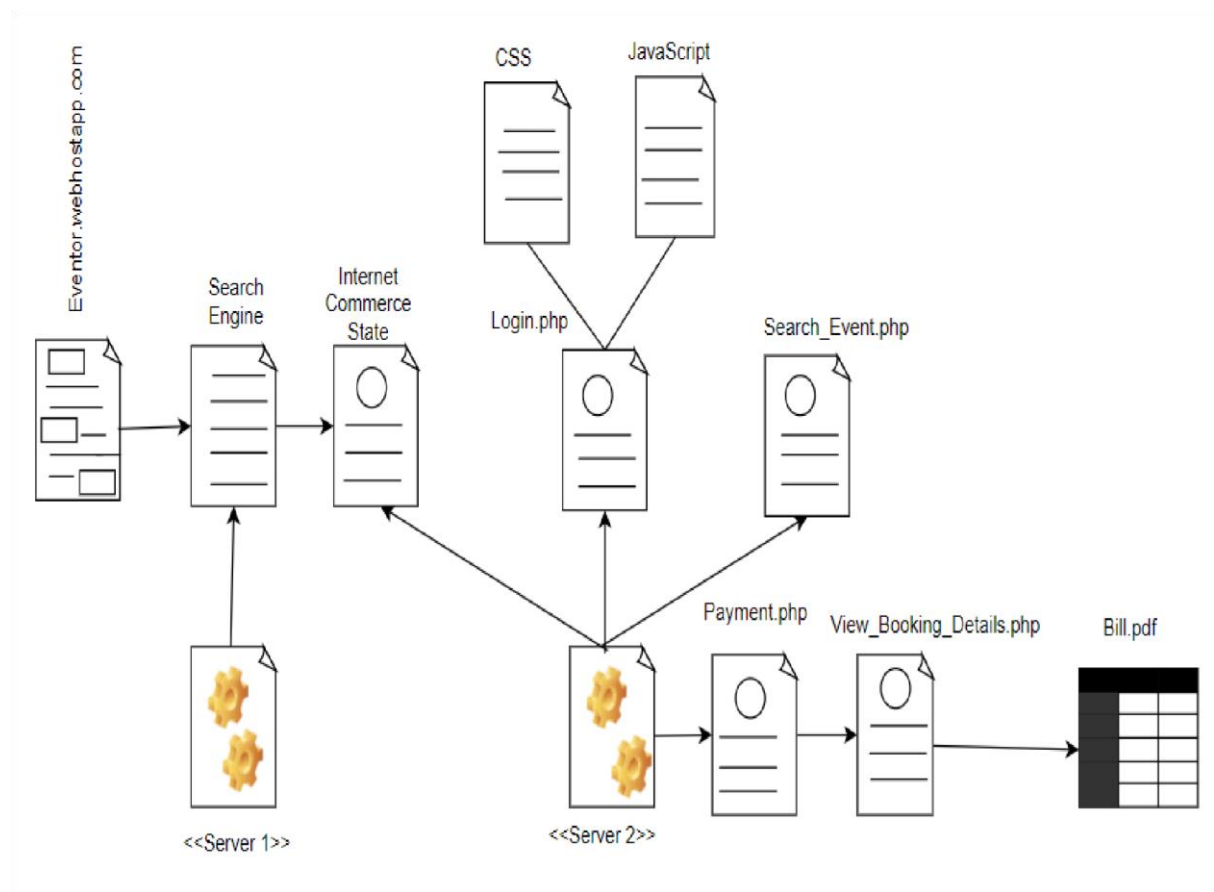 Eventor.webhostapp.com
CSS
JavaScript
Search
Engine
Internet
Commerce
State
Login.php
Search_Event.php
Payment.php
View_Booking_Details.php
Bill.pdf
<<Server 1>>
<<Server 2>>